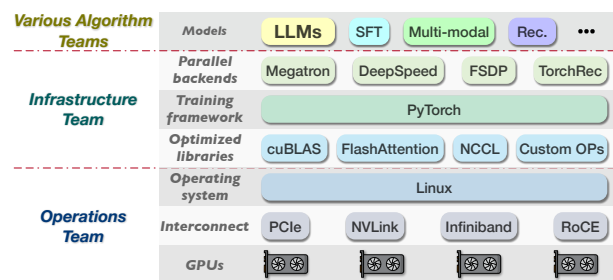 Various Algorithm
Teams
Models
LLMs SFT Multi-modal Rec. •••
Parallel
backends
Megatron DeepSpeed FSDP TorchRec
Infrastructure
Team
Training
framework
PyTorch
Optimized
libraries
cuBLAS FlashAttention NCCL Custom OPs
Operating
system
Linux
Operations
Team
Interconnect
PCIe NVLink Infiniband RoCE
GPUs